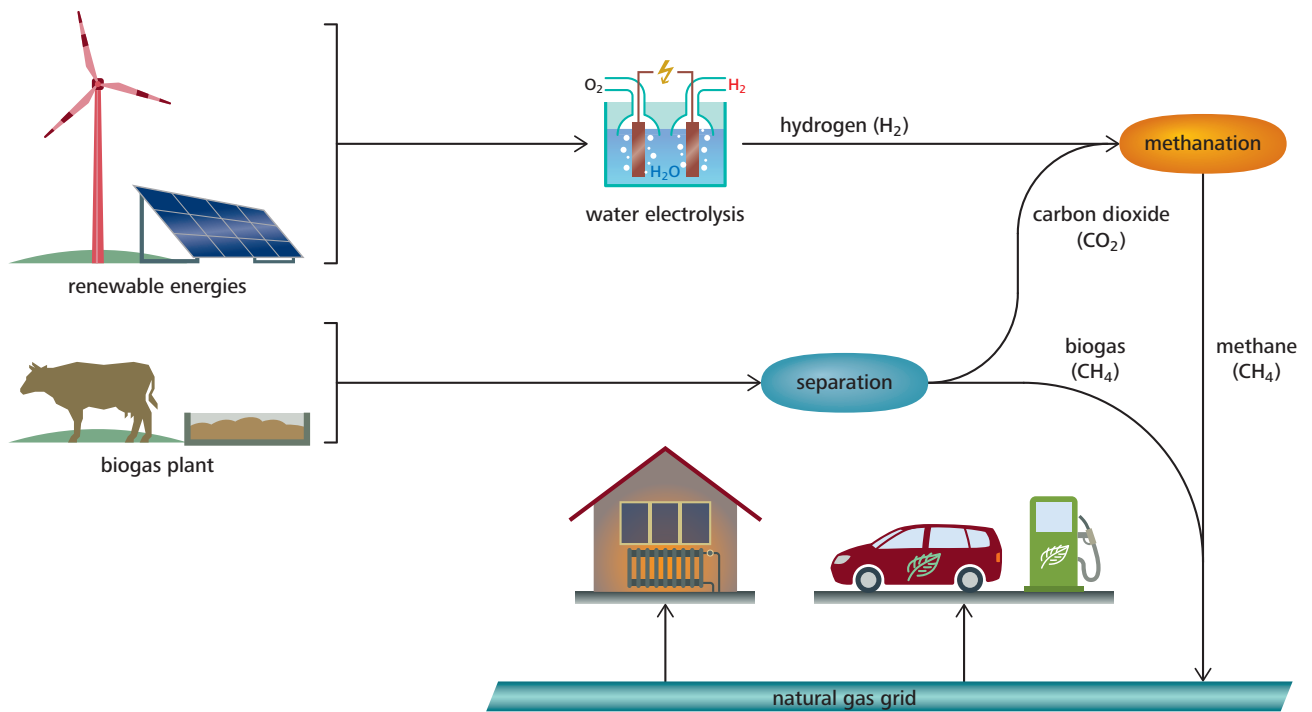 O₂
H₂
H₂O
water electrolysis
hydrogen (H₂)
methanation
renewable energies
carbon dioxide
(CO₂)
biogas plant
separation
biogas
(CH₄)
methane
(CH₄)
natural gas grid